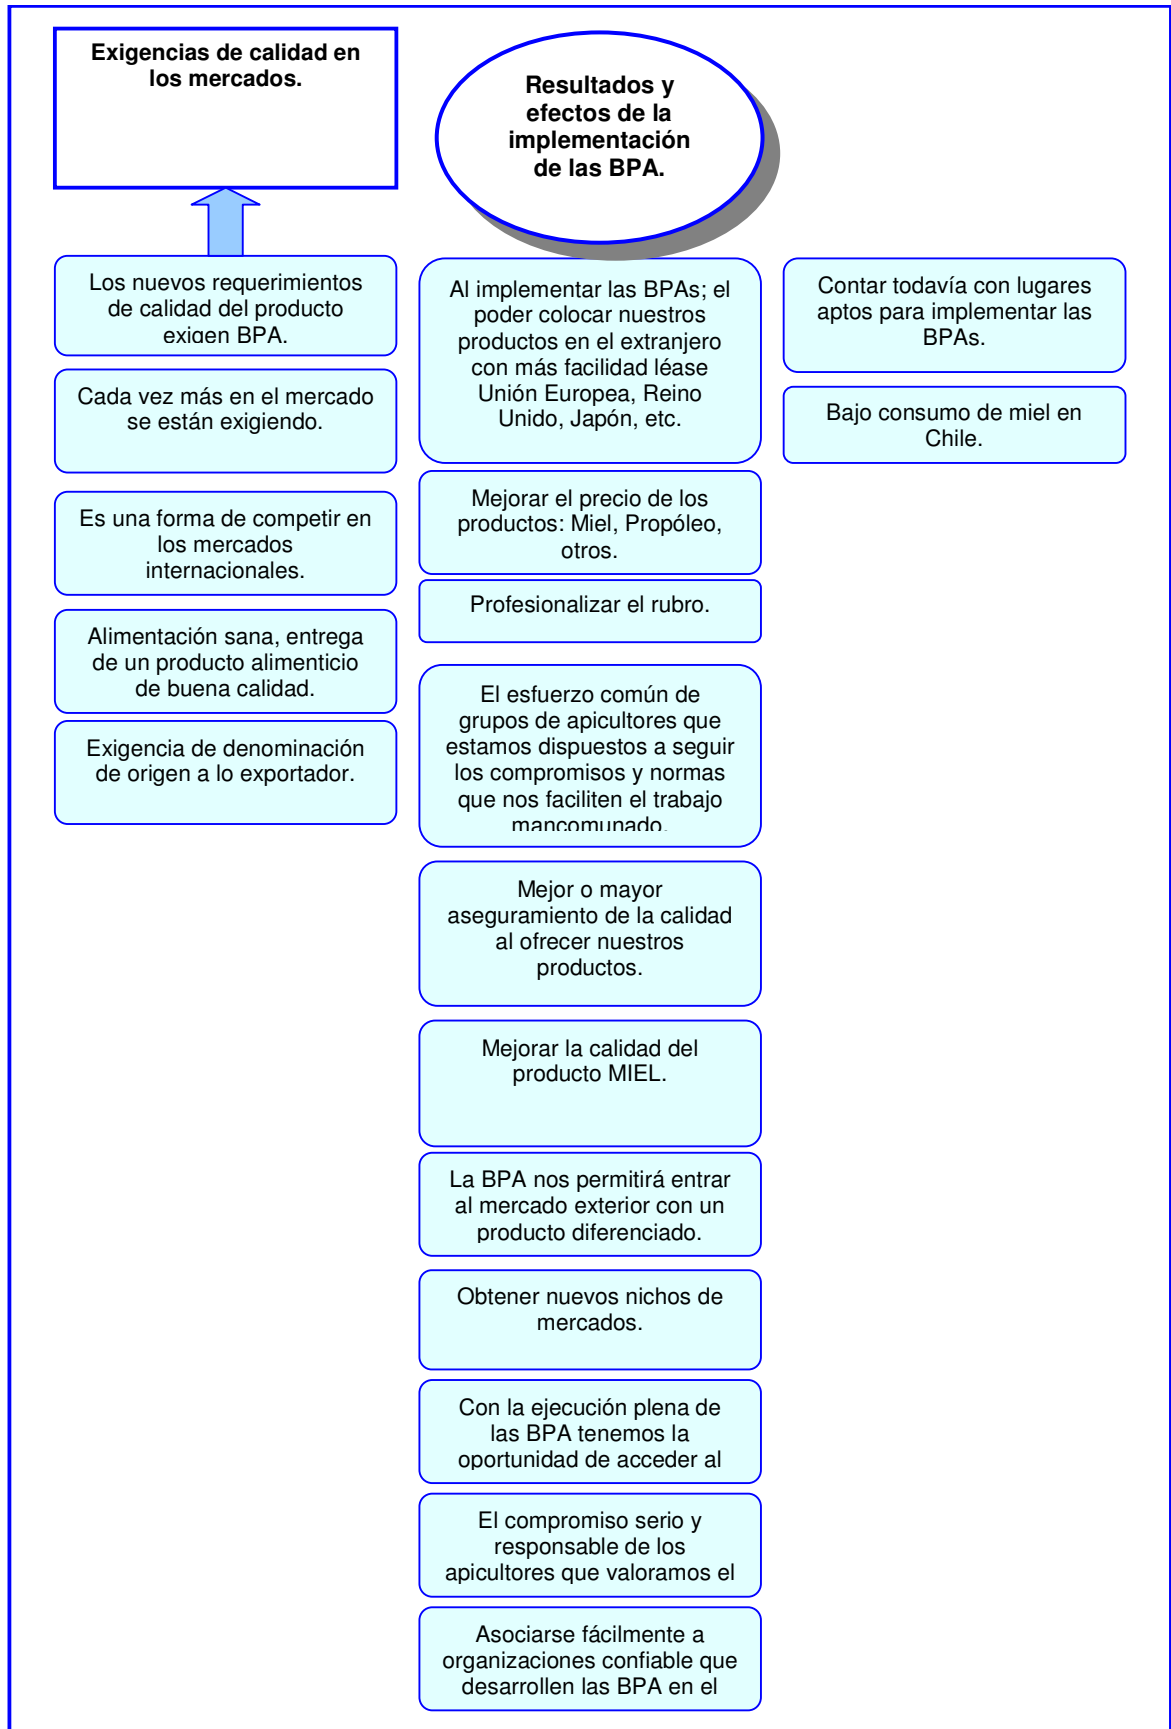 Exigencias de calidad en
los mercados.
Los nuevos requerimientos
de calidad del producto
exigen BPA.
Cada vez más en el mercado
se están exigiendo.
Es una forma de competir en
los mercados
internacionales.
Alimentación sana, entrega
de un producto alimenticio
de buena calidad.
Exigencia de denominación
de origen a lo exportador.
Resultados y
efectos de la
implementación
de las BPA.
Al implementar las BPAs; el
poder colocar nuestros
productos en el extranjero
con más facilidad léase
Unión Europea, Reino
Unido, Japón, etc.
Mejorar el precio de los
productos: Miel, Propóleo,
otros.
Profesionalizar el rubro.
El esfuerzo común de
grupos de apicultores que
estamos dispuestos a seguir
los compromisos y normas
que nos faciliten el trabajo
mancomunado.
Mejor o mayor
aseguramiento de la calidad
al ofrecer nuestros
productos.
Mejorar la calidad del
producto MIEL.
La BPA nos permitirá entrar
al mercado exterior con un
producto diferenciado.
Obtener nuevos nichos de
mercados.
Con la ejecución plena de
las BPA tenemos la
oportunidad de acceder al
El compromiso serio y
responsable de los
apicultores que valoramos el
Asociarse fácilmente a
organizaciones confiable que
desarrollen las BPA en el
Contar todavía con lugares
aptos para implementar las
BPAs.
Bajo consumo de miel en
Chile.